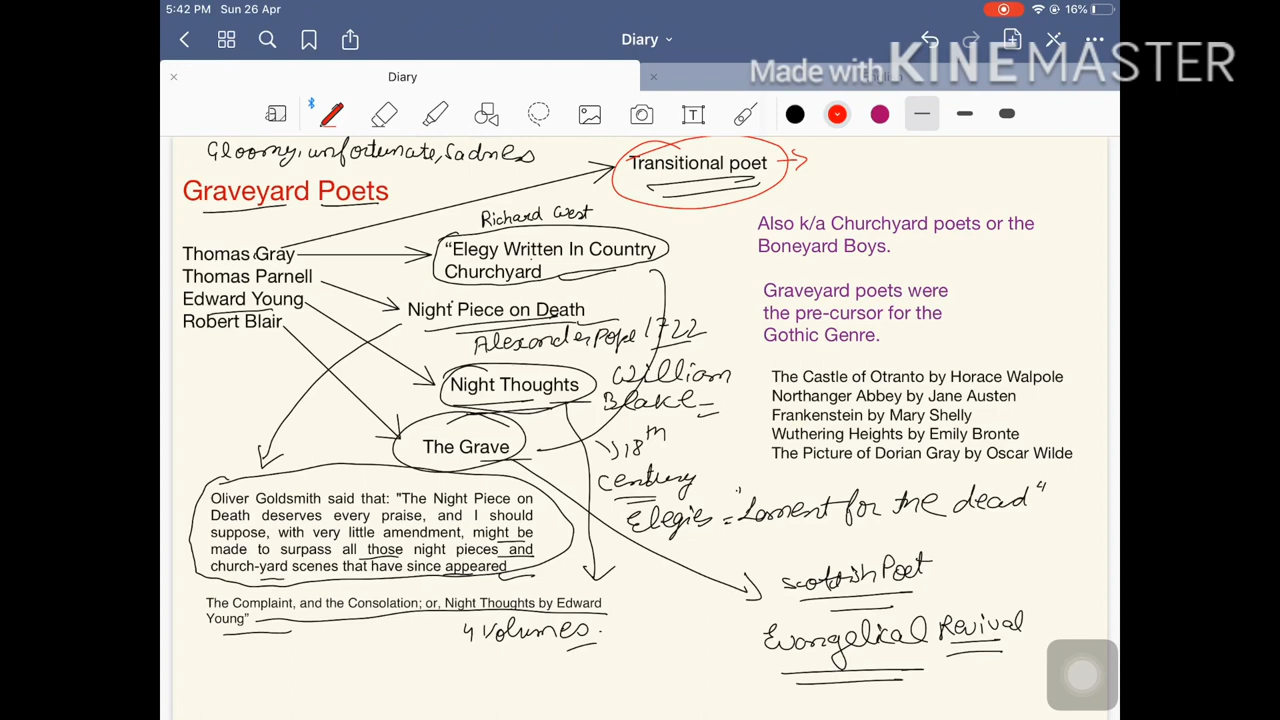 5:42 PM Sun 26 Apr
16%
Diary
Made with KINEMASTER
Diary
Gloomy, unfortunate, Sadness
Transitional poet
Graveyard Poets
Richard West
Also k/a Churchyard poets or the
Boneyard Boys.
Thomas Gray
"Elegy Written In Country
Churchyard
Thomas Parnell
Edward Young
Night Piece on Death
Robert Blair
Alexander Pope 1722
Graveyard poets were
the pre-cursor for the
Gothic Genre.
Night Thoughts
William
Blake
The Castle of Otranto by Horace Walpole
Northanger Abbey by Jane Austen
Frankenstein by Mary Shelly
Wuthering Heights by Emily Bronte
The Picture of Dorian Gray by Oscar Wilde
The Grave
18th
century
Elegies = "Lament for the dead"
Oliver Goldsmith said that: "The Night Piece on
Death deserves every praise, and I should
suppose, with very little amendment, might be
made to surpass all those night pieces and
church-yard scenes that have since appeared
Scottish Poet
The Complaint, and the Consolation; or, Night Thoughts by Edward
Young"
4 volumes.
Evangelical Revival